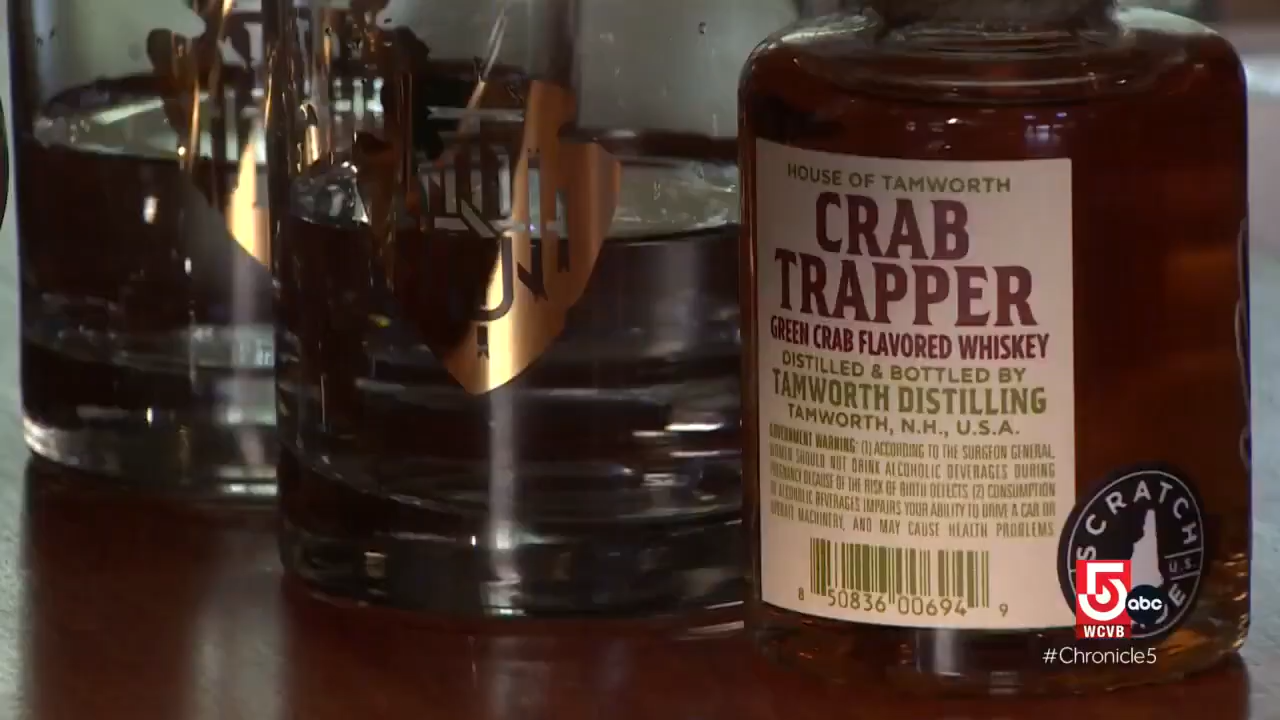 HOUSE OF TAMWORTH
CRAB
TRAPPER
GREEN CRAB FLAVORED WHISKEY
DISTILLED & BOTTLED BY
TAMWORTH DISTILLING
TAMWORTH, N.H., U.S.A.
GOVERNMENT WARNING: (1) ACCORDING TO THE SURGEON GENERAL,
WOMEN SHOULD NOT DRINK ALCOHOLIC BEVERAGES DURING
PREGNANCY BECAUSE OF THE RISK OF BIRTH DEFECTS. (2) CONSUMPTION
OF ALCOHOLIC BEVERAGES IMPAIRS YOUR ABILITY TO DRIVE A CAR OR
OPERATE MACHINERY, AND MAY CAUSE HEALTH PROBLEMS.
8 50836 00694 9
SCRATCH
U.S.
5 abc
WCVB
#Chronicle5